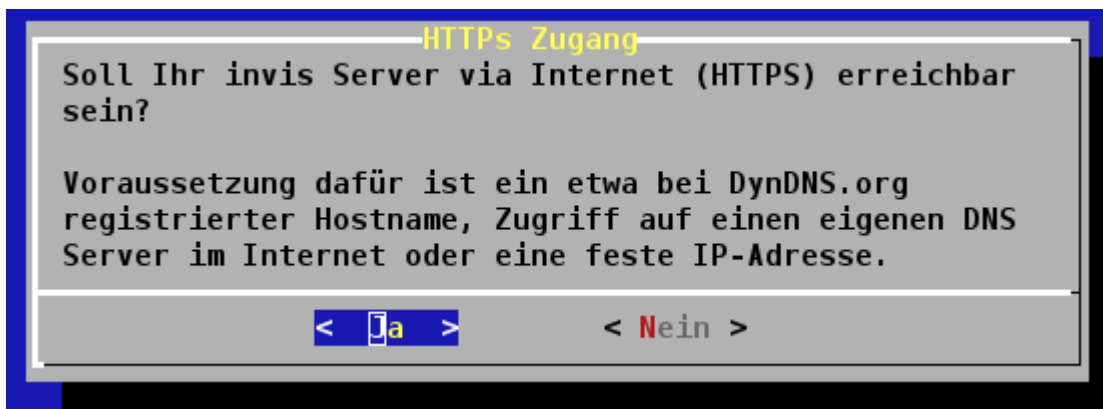 HTTPs Zugang
Soll Ihr invis Server via Internet (HTTPS) erreichbar
sein?
Voraussetzung dafür ist ein etwa bei DynDNS.org
registrierter Hostname, Zugriff auf einen eigenen DNS
Server im Internet oder eine feste IP-Adresse.
< Ja > < Nein >